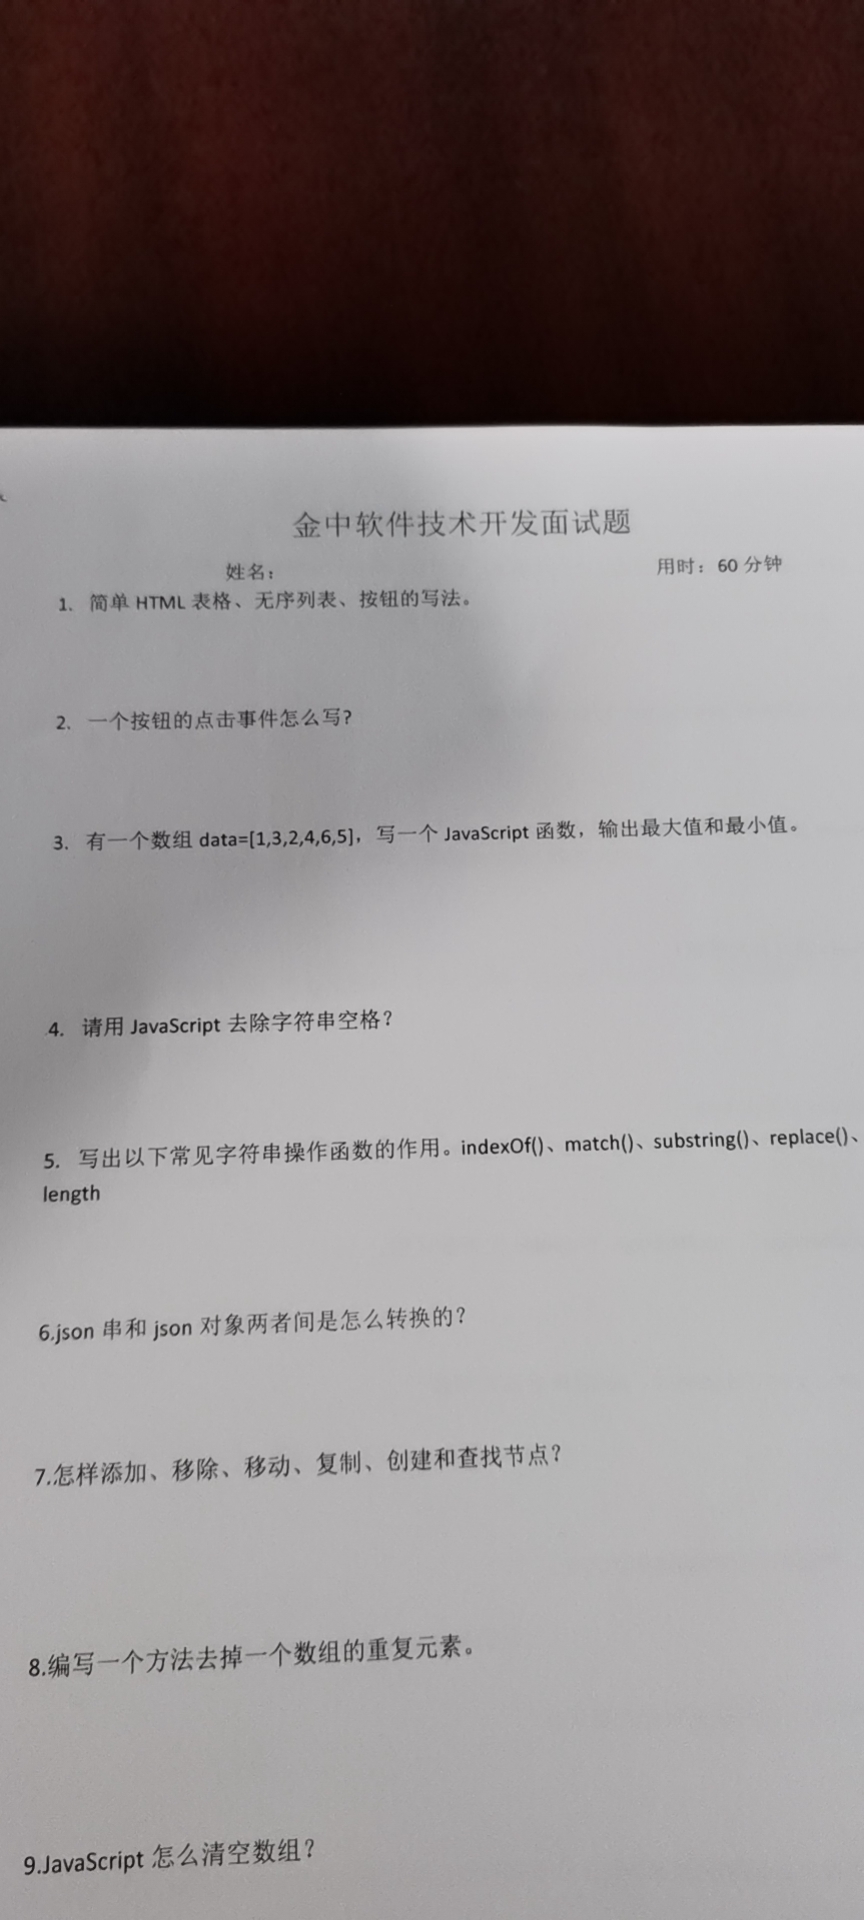 金中软件技术开发面试题
姓名： 用时：60 分钟
1. 简单 HTML 表格、无序列表、按钮的写法。
2. 一个按钮的点击事件怎么写？
3. 有一个数组 data=[1,3,2,4,6,5]，写一个 JavaScript 函数，输出最大值和最小值。
4. 请用 JavaScript 去除字符串空格？
5. 写出以下常见字符串操作函数的作用。indexOf()、match()、substring()、replace()、
length
6.json 串和 json 对象两者间是怎么转换的？
7.怎样添加、移除、移动、复制、创建和查找节点？
8.编写一个方法去掉一个数组的重复元素。
9.JavaScript 怎么清空数组？